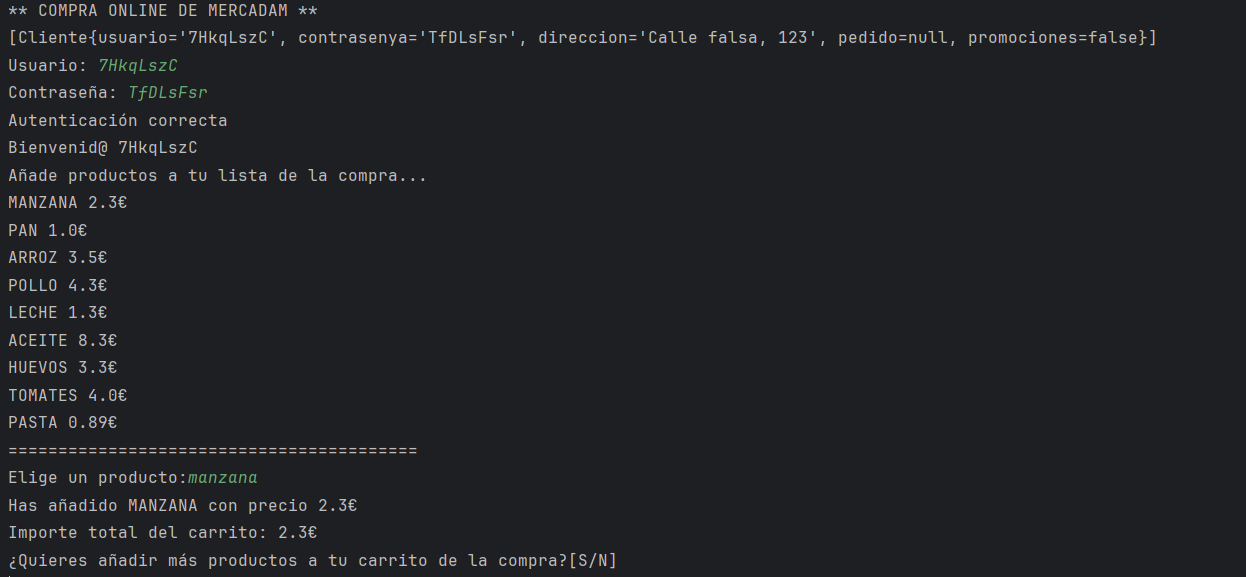 ** COMPRA ONLINE DE MERCADAM **
[Cliente{usuario='7HkqLszC', contrasenya='TfDLsFsr', direccion='Calle falsa, 123', pedido=null, promociones=false}]
Usuario: 7HkqLszC
Contraseña: TfDLsFsr
Autenticación correcta
Bienvenid@ 7HkqLszC
Añade productos a tu lista de la compra...
MANZANA 2.3€
PAN 1.0€
ARROZ 3.5€
POLLO 4.3€
LECHE 1.3€
ACEITE 8.3€
HUEVOS 3.3€
TOMATES 4.0€
PASTA 0.89€
=========================================
Elige un producto:manzana
Has añadido MANZANA con precio 2.3€
Importe total del carrito: 2.3€
¿Quieres añadir más productos a tu carrito de la compra?[S/N]